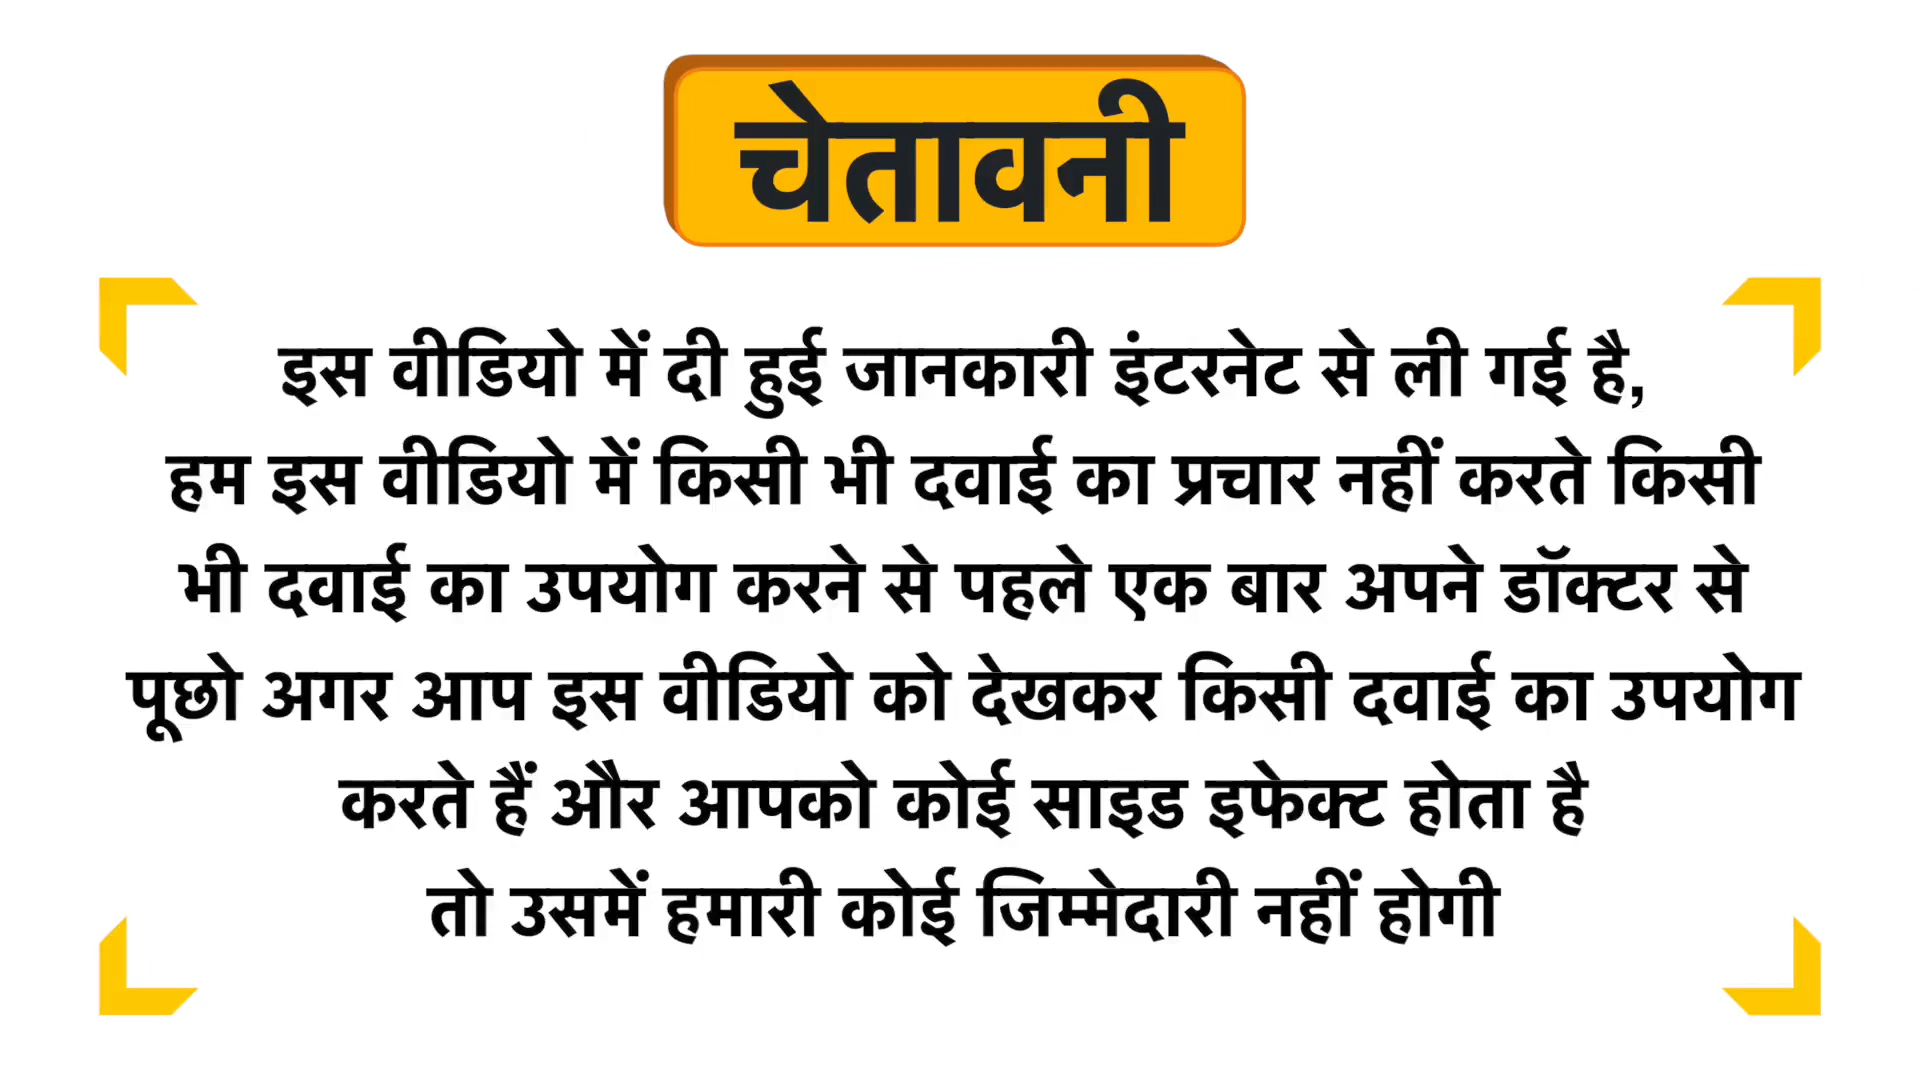 चेतावनी
इस वीडियो में दी हुई जानकारी इंटरनेट से ली गई है,
हम इस वीडियो में किसी भी दवाई का प्रचार नहीं करते किसी
भी दवाई का उपयोग करने से पहले एक बार अपने डॉक्टर से
पूछो अगर आप इस वीडियो को देखकर किसी दवाई का उपयोग
करते हैं और आपको कोई साइड इफेक्ट होता है
तो उसमें हमारी कोई जिम्मेदारी नहीं होगी